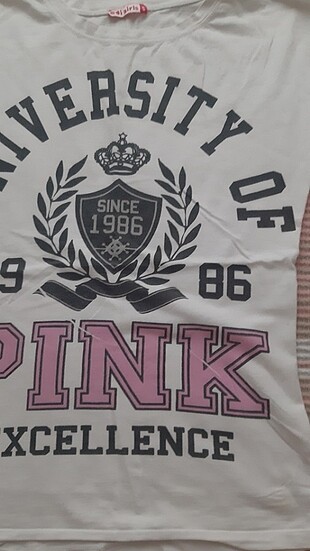 NIVERSITY OF
SINCE
1986
9 86
PINK
XCELLENCE